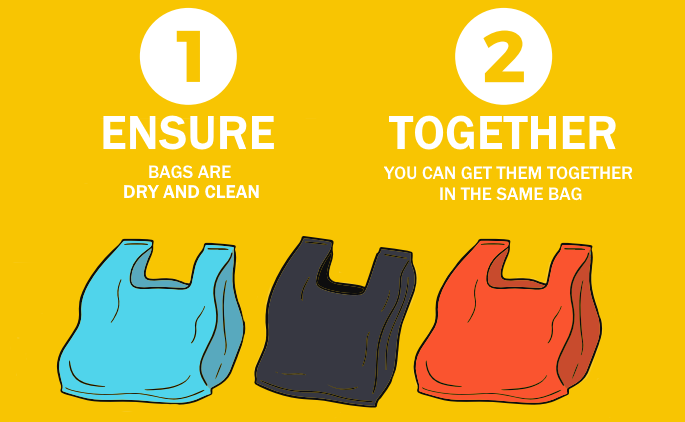 1
ENSURE
BAGS ARE
DRY AND CLEAN
2
TOGETHER
YOU CAN GET THEM TOGETHER
IN THE SAME BAG